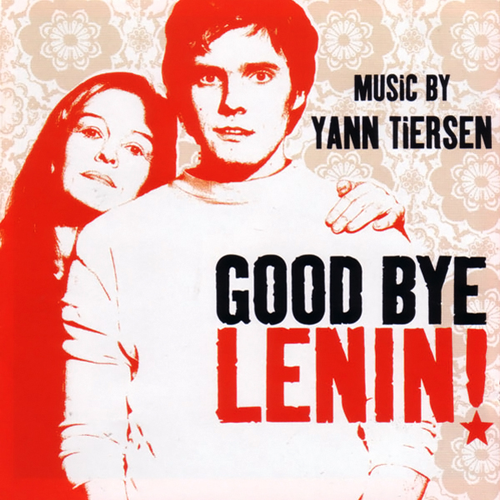 MUSiC BY
YANN TiERSEN
GOOD BYE
LENIN!